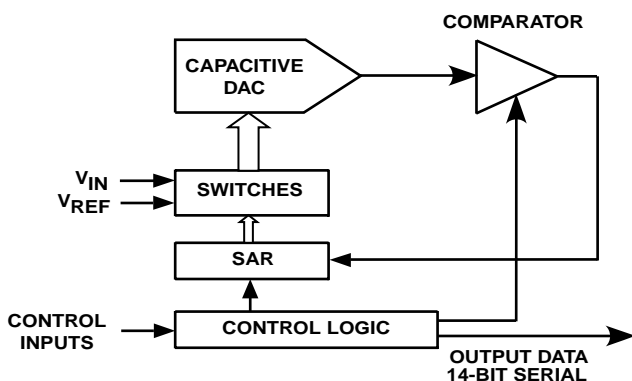 COMPARATOR
CAPACITIVE
DAC
VIN
VREF
SWITCHES
SAR
CONTROL
INPUTS
CONTROL LOGIC
OUTPUT DATA
14-BIT SERIAL